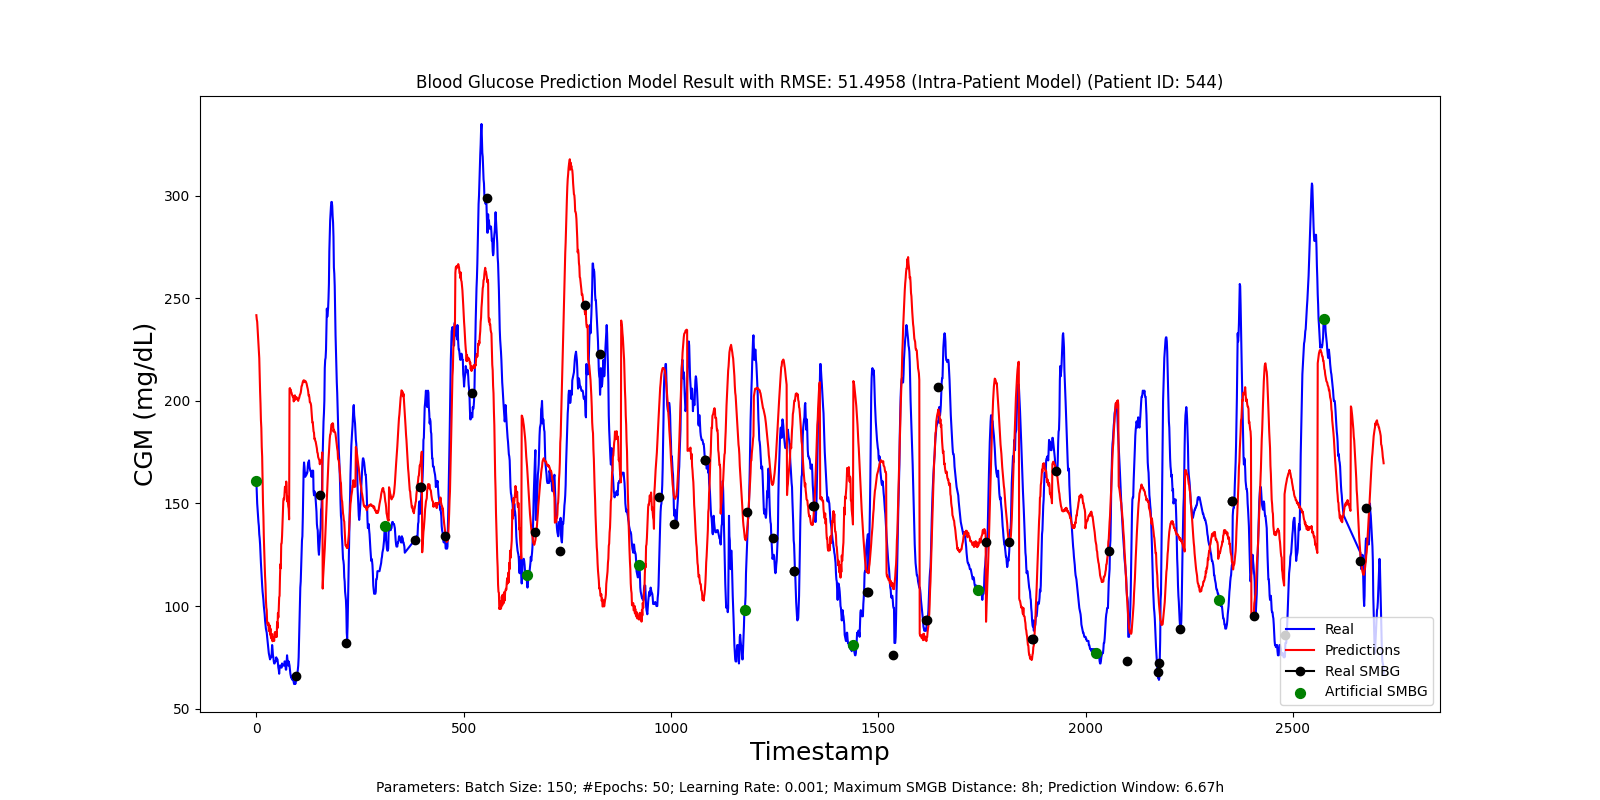 Blood Glucose Prediction Model Result with RMSE: 51.4958 (Intra-Patient Model) (Patient ID: 544)
CGM (mg/dL)
300
250
200
150
100
50
0 500 1000 1500 2000 2500
Real
Predictions
Real SMBG
Artificial SMBG
Timestamp
Parameters: Batch Size: 150; #Epochs: 50; Learning Rate: 0.001; Maximum SMGB Distance: 8h; Prediction Window: 6.67h